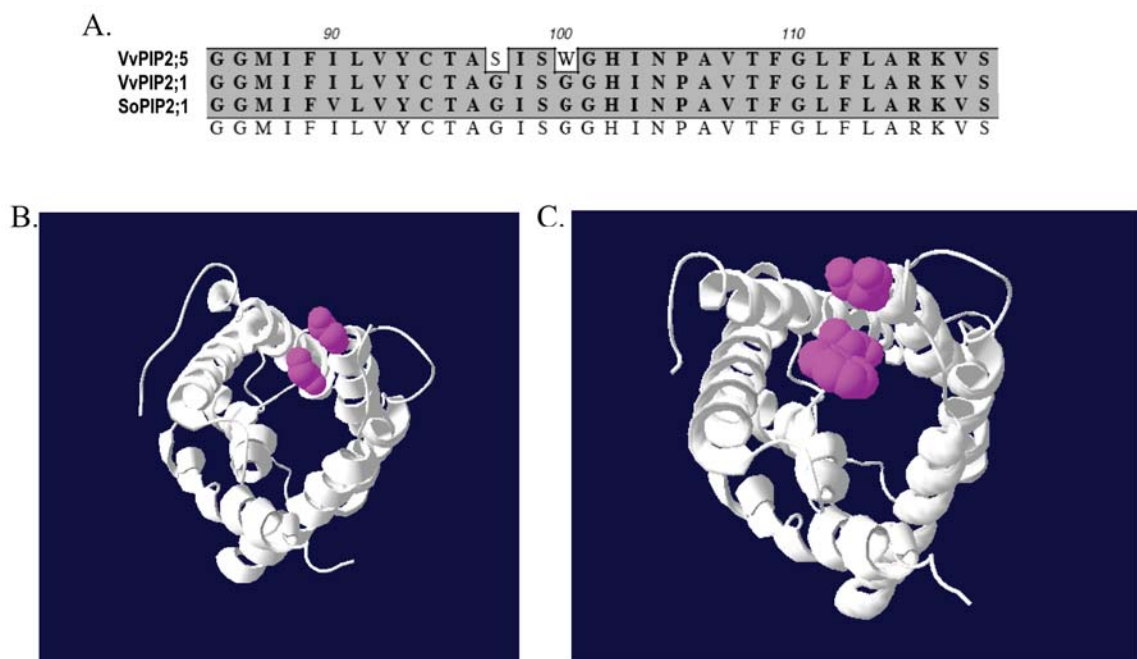 A.
90 100 110
VvPIP2;5 G G M I F I L V Y C T A S I S W G H I N P A V T F G L F L A R K V S
VvPIP2;1 G G M I F I L V Y C T A G I S G G H I N P A V T F G L F L A R K V S
SoPIP2;1 G G M I F V L V Y C T A G I S G G H I N P A V T F G L F L A R K V S
G G M I F I L V Y C T A G I S G G H I N P A V T F G L F L A R K V S
B. C.